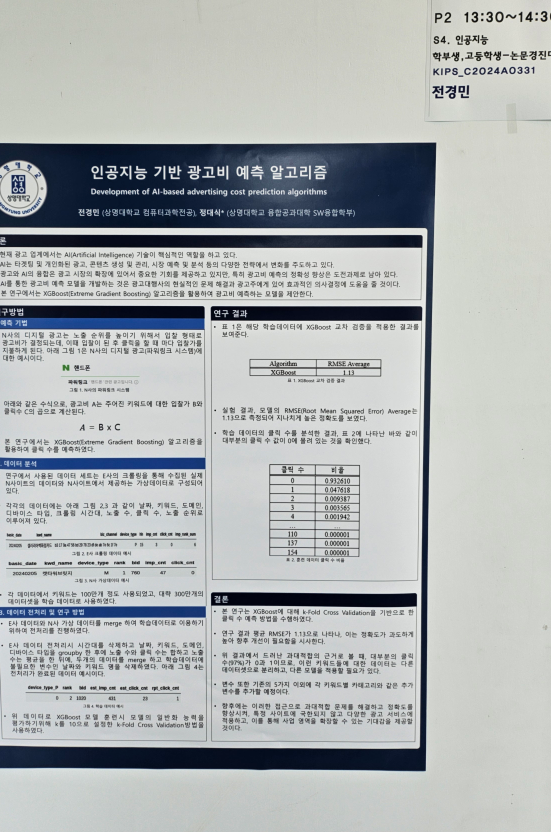 P2 13:30~14:30
S4. 인공지능
학부생,고등학생-논문경진대
KIPS_C2024A0331
전경민
인공지능 기반 광고비 예측 알고리즘
Development of AI-based advertising cost prediction algorithms
전경민 (상명대학교 컴퓨터과학전공), 정대식* (상명대학교 융합공과대학 SW융합학부)
상명대학교
론
현재 광고 업계에서는 AI(Artificial Intelligence) 기술이 핵심적인 역할을 하고 있다.
AI는 타겟팅 및 개인화된 광고, 콘텐츠 생성 및 관리, 시장 예측 및 분석 등의 다양한 전략에서 변화를 주도하고 있다.
광고와 AI의 융합은 광고 시장의 확장에 있어서 중요한 기회를 제공하고 있지만, 특히 광고비 예측의 정확성 향상은 도전과제로 남아 있다.
AI를 통한 광고비 예측 모델을 개발하는 것은 광고대행사의 현실적인 문제 해결과 광고주에게 있어 효과적인 의사결정에 도움을 줄 것이다.
본 연구에서는 XGBoost(Extreme Gradient Boosting) 알고리즘을 활용하여 광고비 예측하는 모델을 제안한다.
구방법
예측 기법
N사의 디지털 광고는 노출 순위를 높이기 위해서 입찰 형태로
광고비가 결정되는데, 이때 입찰이 된 후 클릭을 할 때 마다 입찰가를
지불하게 된다. 아래 그림 1은 N사의 디지털 광고(파워링크 시스템)에
대한 예시이다.
N 핸드폰
파워링크
그림 1. N사의 파워링크 시스템
아래와 같은 수식으로, 광고비 A는 주어진 키워드에 대한 입찰가 B와
클릭수 C의 곱으로 계산된다.
A = B x C
본 연구에서는 XGBoost(Extreme Gradient Boosting) 알고리즘을
활용하여 클릭 수를 예측하였다.
. 데이터 분석
연구에서 사용된 데이터 세트는 E사의 크롤링을 통해 수집된 실제
N사이트의 데이터와 N사이트에서 제공하는 가상데이터로 구성되어
있다.
각각의 데이터에는 아래 그림 2,3 과 같이 날짜, 키워드, 도메인,
디바이스 타입, 크롤링 시간대, 노출 수, 클릭 수, 노출 순위로
이루어져 있다.
그림 2. E사 크롤링 데이터 예시
basic_date kwd_name device_type rank bid imp_cnt click_cnt
20240205 갯타워브릿지 M 1 760 47 0
그림 3. N사 가상데이터 예시
• 각 데이터에서 키워드는 100만개 정도 사용되었고, 대략 300만개의
데이터셋을 학습 데이터로 사용하였다.
3. 데이터 전처리 및 연구 방법
• E사 데이터와 N사 가상 데이터를 merge 하여 학습데이터로 이용하기
위하여 전처리를 진행하였다.
• E사 데이터 전처리시 시간대를 삭제하고 날짜, 키워드, 도메인,
디바이스 타입을 groupby 한 후에 노출 수와 클릭 수는 합하고 노출
수는 평균을 한 뒤에, 두개의 데이터를 merge 하고 학습데이터에
불필요한 변수인 날짜와 키워드 명을 삭제하였다. 아래 그림 4는
전처리가 완료된 데이터 예시이다.
device_type_P rank bid est_imp_cnt est_click_cnt rgt_click_cnt
0 2 1020 431 23 1
그림 4. 학습 데이터 예시
• 위 데이터로 XGBoost 모델 훈련시 모델의 일반화 능력을
평가하기위해 k를 10으로 설정한 k-Fold Cross Validation방법을
사용하였다.
연구 결과
• 표 1은 해당 학습데이터에 XGBoost 교차 검증을 적용한 결과를
보여준다.
Algorithm RMSE Average
XGBoost 1.13
표 1. XGBoost 교차 검증 결과
• 실험 결과, 모델의 RMSE(Root Mean Squared Error) Average는
1.13으로 측정되어 지나치게 높은 정확도를 보였다.
• 학습 데이터의 클릭 수를 분석한 결과, 표 2에 나타난 바와 같이
대부분의 클릭 수 값이 0에 몰려 있는 것을 확인했다.
클릭 수 비율
0 0.932610
1 0.047618
2 0.009387
3 0.003565
4 0.001942
... ...
110 0.000001
137 0.000001
154 0.000001
표 2. 훈련 데이터 클릭 수 비율
결론
• 본 연구는 XGBoost에 대해 k-Fold Cross Validation을 기반으로 한
클릭 수 예측 방법을 수행하였다.
• 연구 결과 평균 RMSE가 1.13으로 나타나, 이는 정확도가 과도하게
높아 향후 개선이 필요함을 시사한다.
• 위 결과에서 드러난 과대적합의 근거로 볼 때, 대부분의 클릭
수(97%)가 0과 1이므로, 이런 키워드들에 대한 데이터는 다른
데이터셋으로 분리하고, 다른 모델을 적용할 필요가 있다.
• 변수 또한 기존의 5가지 이외에 각 키워드별 카테고리와 같은 추가
변수를 추가할 예정이다.
• 향후에는 이러한 접근으로 과대적합 문제를 해결하고 정확도를
향상시켜, 특정 사이트에 국한되지 않고 다양한 광고 서비스에
적용하고, 이를 통해 사업 영역을 확장할 수 있는 기대감을 제공할
것이다.